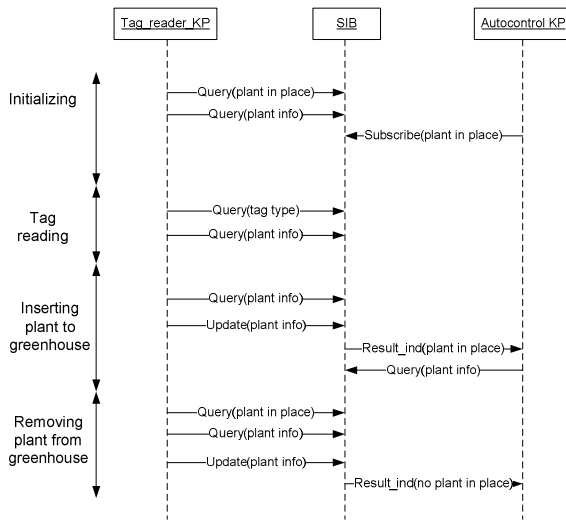 Tag_reader_KP
SIB
Autocontrol KP
Initializing
Query(plant in place)
Query(plant info)
Subscribe(plant in place)
Tag
reading
Query(tag type)
Query(plant info)
Inserting
plant to
greenhouse
Query(plant info)
Update(plant info)
Result_ind(plant in place)
Query(plant info)
Removing
plant from
greenhouse
Query(plant in place)
Query(plant info)
Update(plant info)
Result_ind(no plant in place)